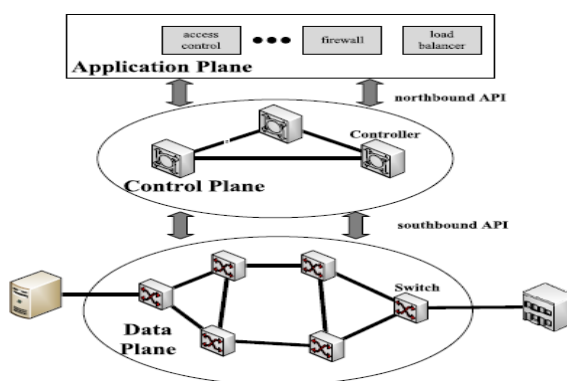 access
control
firewall
load
balancer
Application Plane
northbound API
Controller
Control Plane
southbound API
Switch
Data
Plane